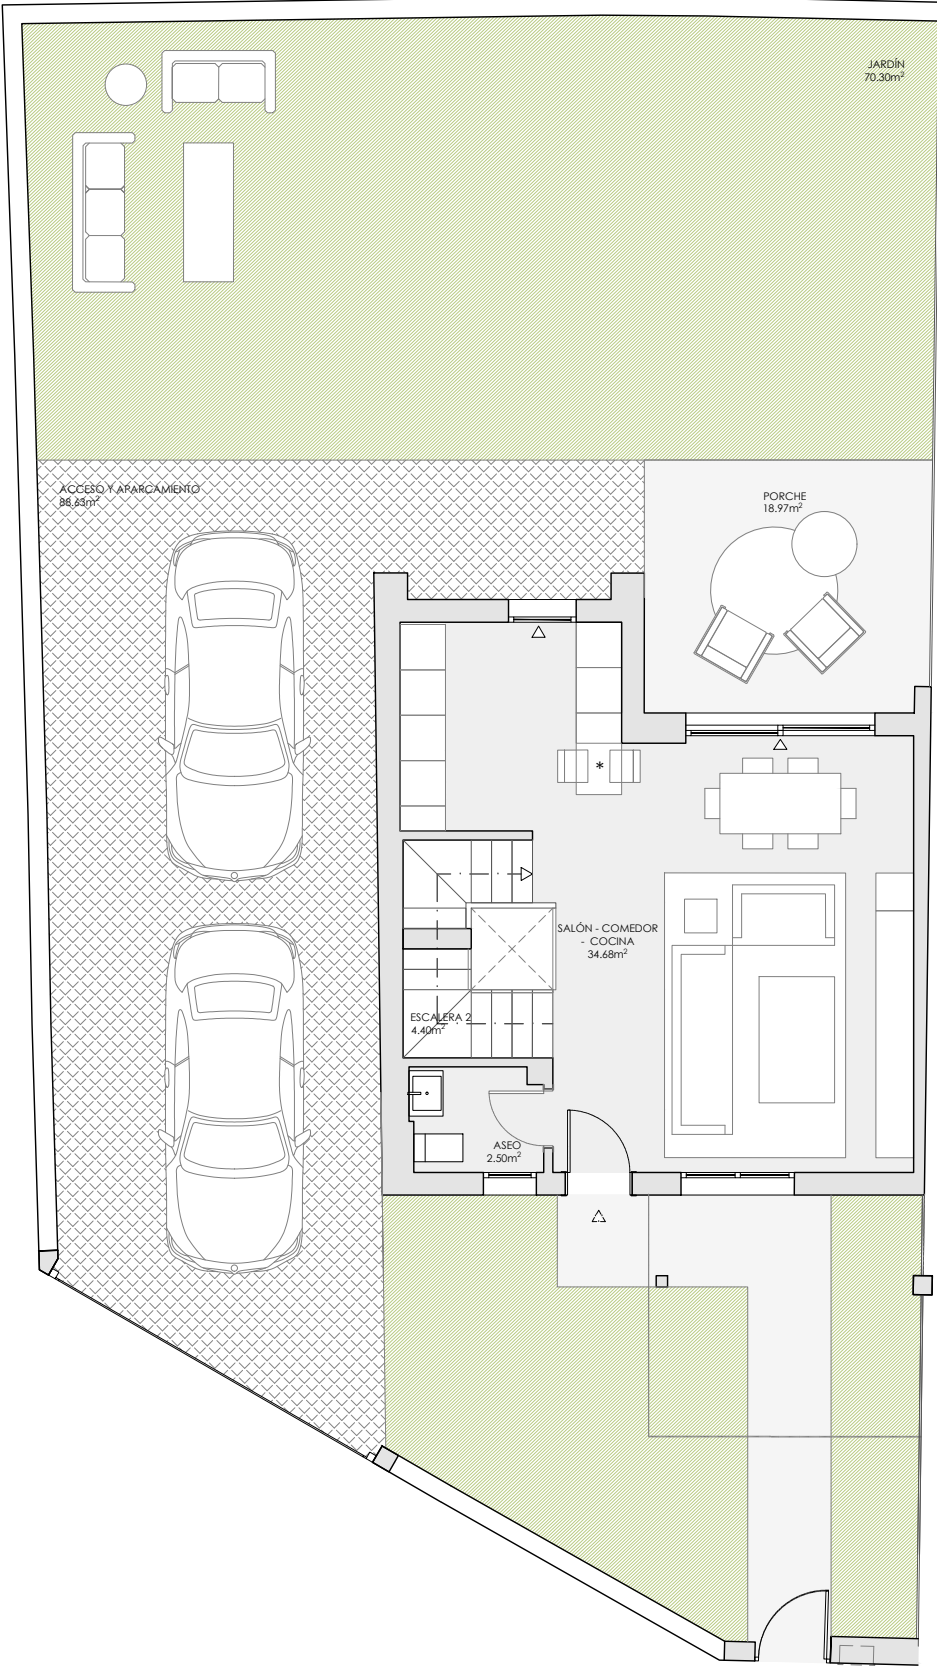 JARDÍN
70.30m²
ACCESO Y APARCAMIENTO
88.63m²
PORCHE
18.97m²
*
SALÓN - COMEDOR
- COCINA
34.68m²
ESCALERA 2
4.40m²
ASEO
2.50m²